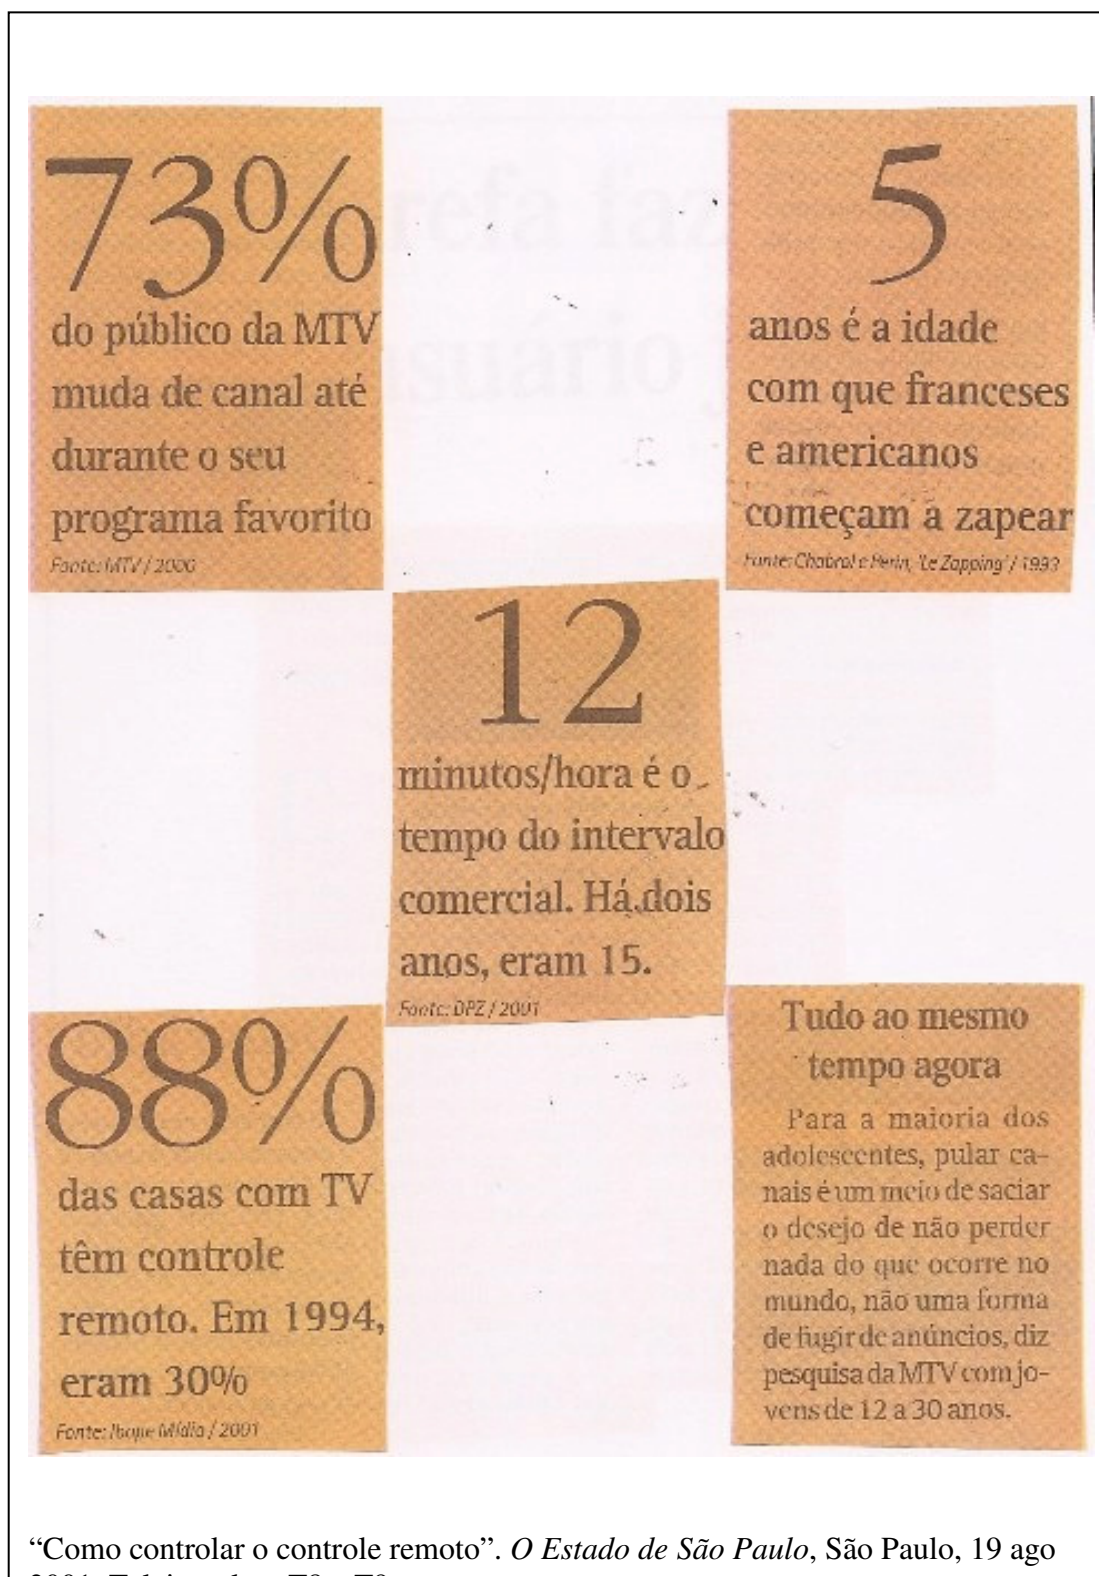 73%
do público da MTV
muda de canal até
durante o seu
programa favorito
Fonte: MTV / 2000
5
anos é a idade
com que franceses
e americanos
começam a zapear
Fonte: Chabrol e Perin, 'Le Zapping' / 1993
12
minutos/hora é o
tempo do intervalo
comercial. Há dois
anos, eram 15.
Fonte: DPZ / 2001
88%
das casas com TV
têm controle
remoto. Em 1994,
eram 30%
Fonte: Ibope Mídia / 2001
Tudo ao mesmo
tempo agora
Para a maioria dos
adolescentes, pular ca-
nais é um meio de saciar
o desejo de não perder
nada do que ocorre no
mundo, não uma forma
de fugir de anúncios, diz
pesquisa da MTV com jo-
vens de 12 a 30 anos.
“Como controlar o controle remoto”. O Estado de São Paulo, São Paulo, 19 ago